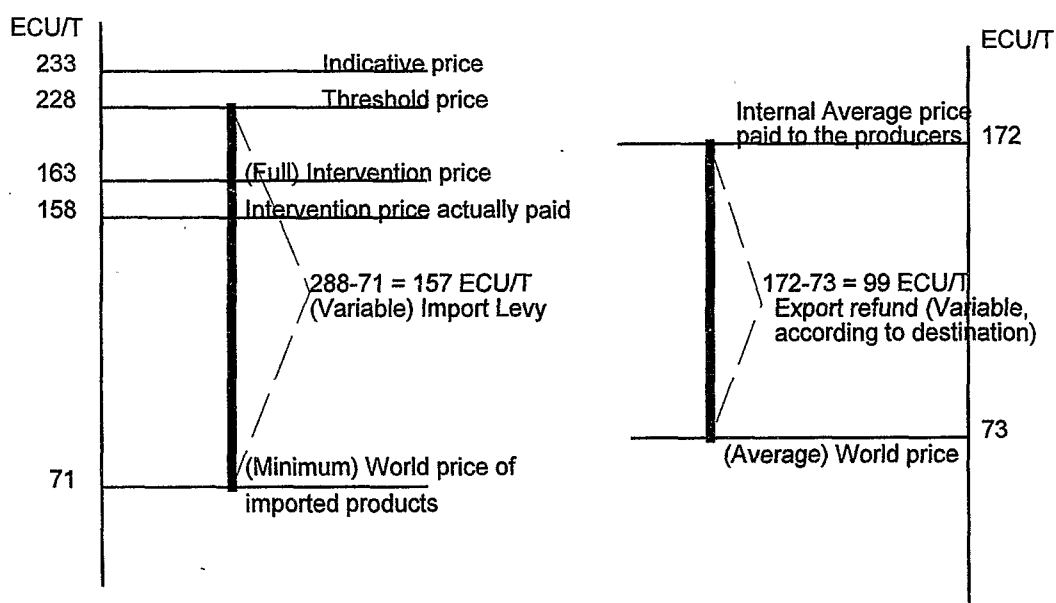 ECU/T
233
Indicative price
228
Threshold price
163
(Full) Intervention price
158
Intervention price actually paid
288-71 = 157 ECU/T
(Variable) Import Levy
71
(Minimum) World price of
imported products
ECU/T
Internal Average price
paid to the producers
172
172-73 = 99 ECU/T
Export refund (Variable,
according to destination)
73
(Average) World price